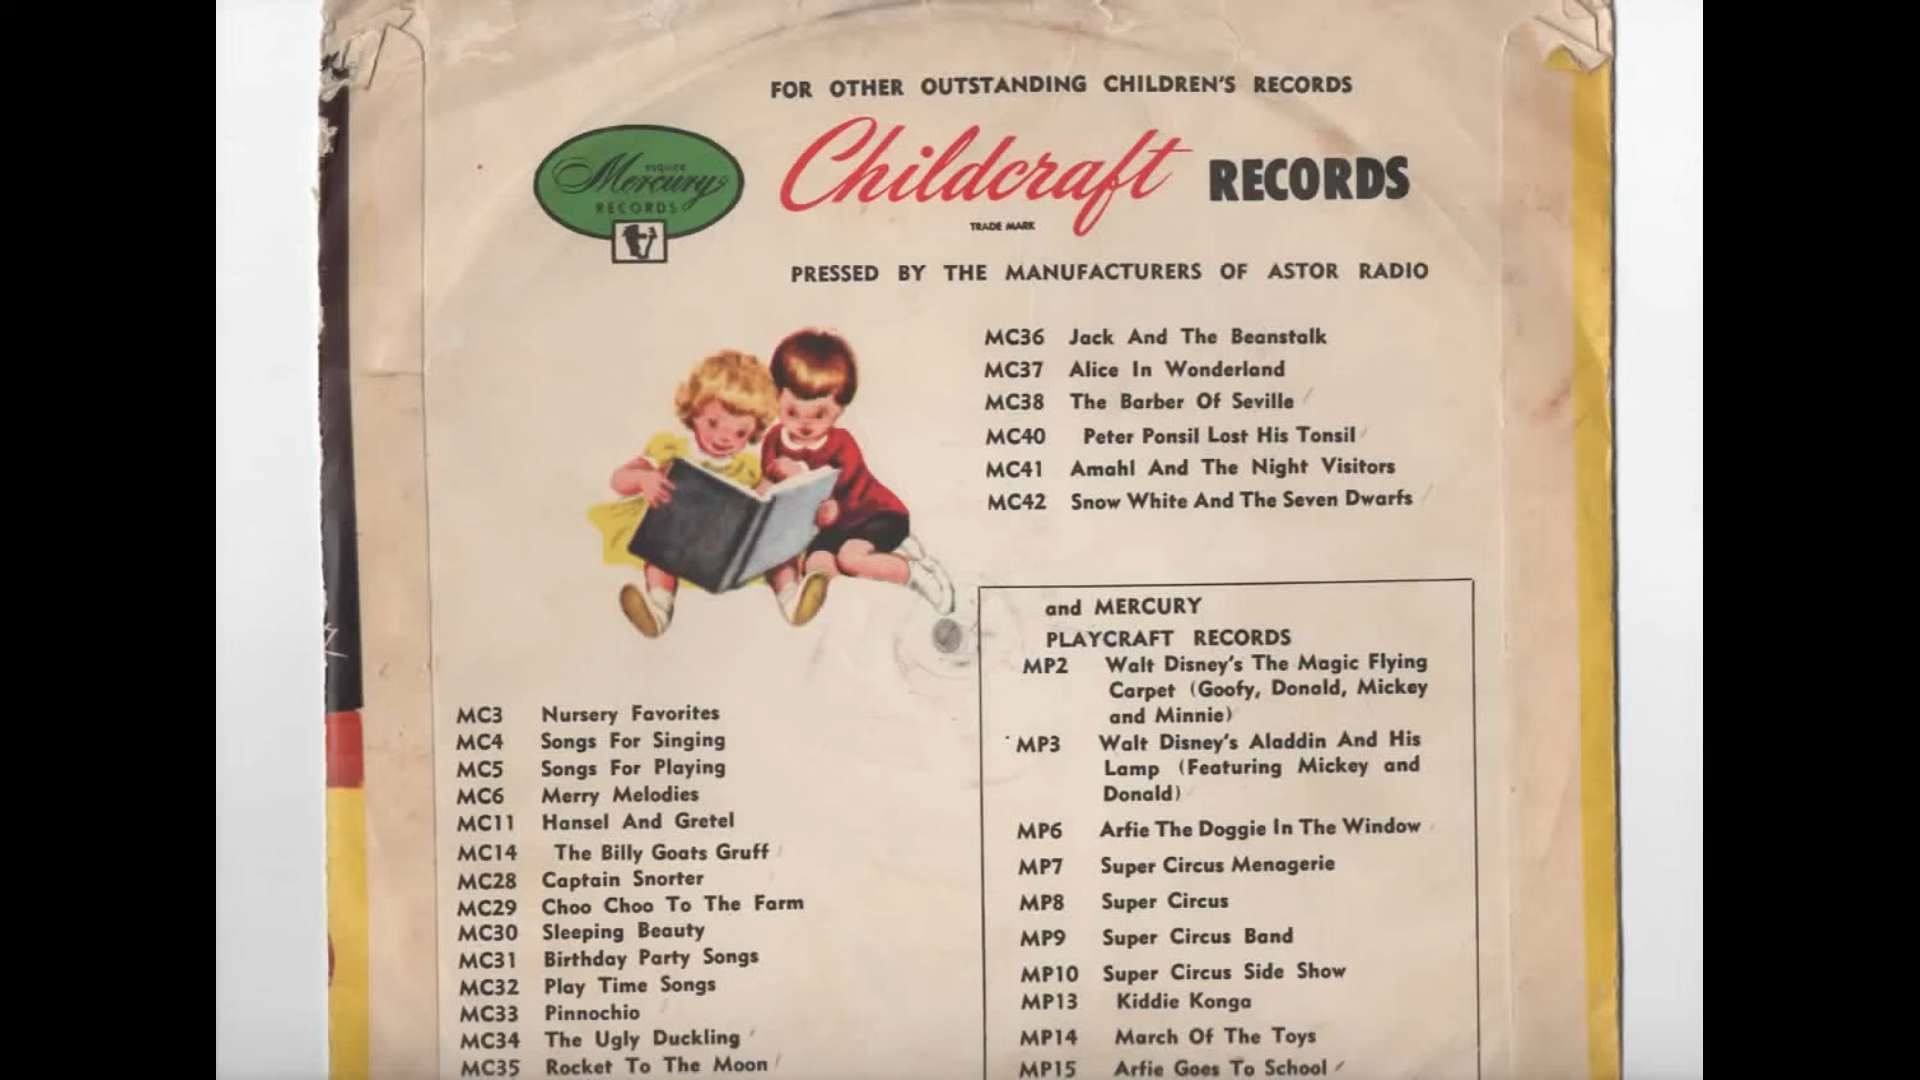 FOR OTHER OUTSTANDING CHILDREN'S RECORDS
ESQUIRE
Mercury
RECORDS
Childcraft RECORDS
TRADE MARK
PRESSED BY THE MANUFACTURERS OF ASTOR RADIO
MC36 Jack And The Beanstalk
MC37 Alice In Wonderland
MC38 The Barber Of Seville
MC40 Peter Ponsil Lost His Tonsil
MC41 Amahl And The Night Visitors
MC42 Snow White And The Seven Dwarfs
MC3 Nursery Favorites
MC4 Songs For Singing
MC5 Songs For Playing
MC6 Merry Melodies
MC11 Hansel And Gretel
MC14 The Billy Goats Gruff
MC28 Captain Snorter
MC29 Choo Choo To The Farm
MC30 Sleeping Beauty
MC31 Birthday Party Songs
MC32 Play Time Songs
MC33 Pinnochio
MC34 The Ugly Duckling
MC35 Rocket To The Moon
and MERCURY
PLAYCRAFT RECORDS
MP2 Walt Disney's The Magic Flying
Carpet (Goofy, Donald, Mickey
and Minnie)
MP3 Walt Disney's Aladdin And His
Lamp (Featuring Mickey and
Donald)
MP6 Arfie The Doggie In The Window
MP7 Super Circus Menagerie
MP8 Super Circus
MP9 Super Circus Band
MP10 Super Circus Side Show
MP13 Kiddie Konga
MP14 March Of The Toys
MP15 Arfie Goes To School